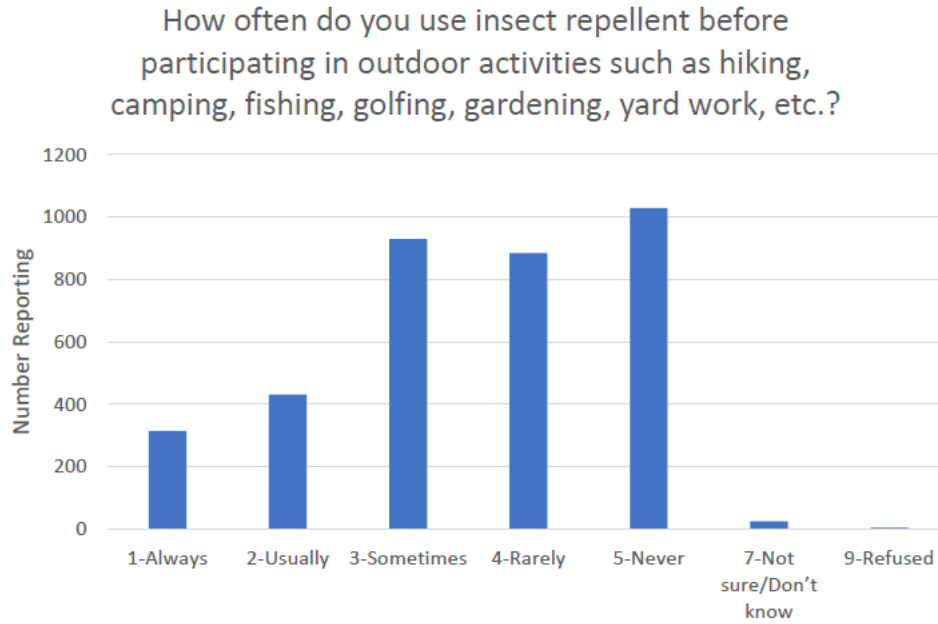 How often do you use insect repellent before
participating in outdoor activities such as hiking,
camping, fishing, golfing, gardening, yard work, etc.?
Number Reporting
1200
1000
800
600
400
200
0
1-Always
2-Usually
3-Sometimes
4-Rarely
5-Never
7-Not
sure/Don’t
know
9-Refused